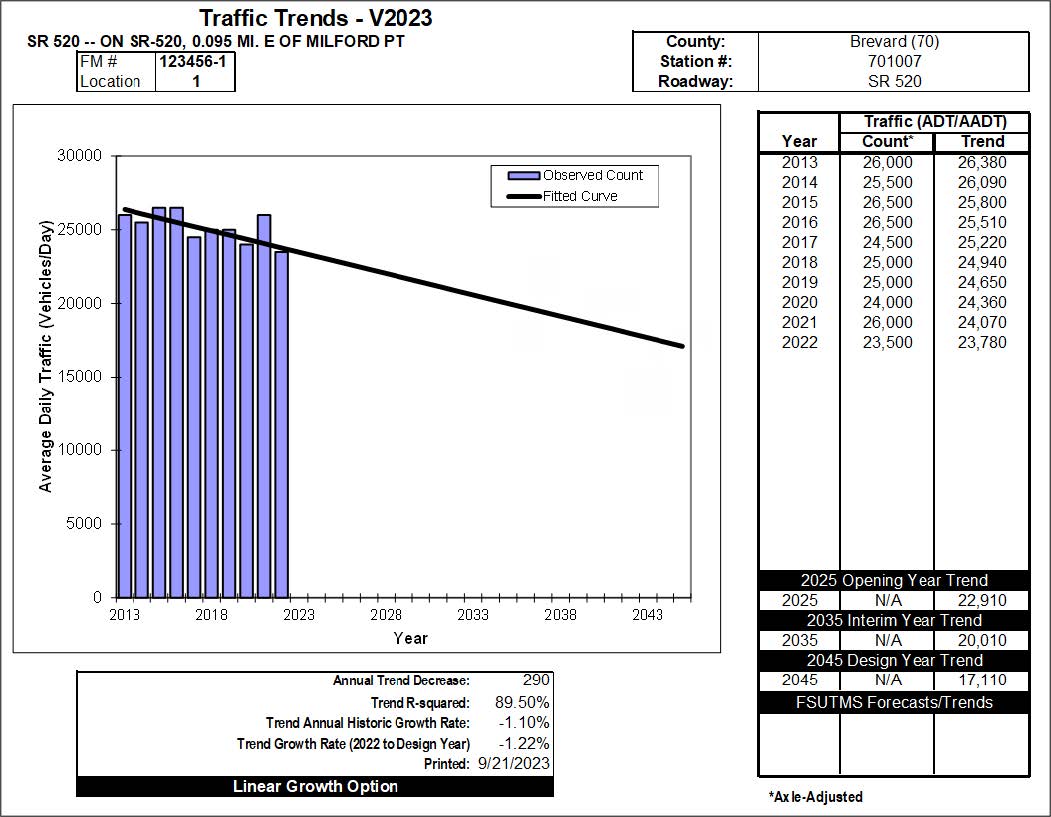 Traffic Trends - V2023
SR 520 -- ON SR-520, 0.095 MI. E OF MILFORD PT
FM # 123456-1
Location 1
County: Brevard (70)
Station #: 701007
Roadway: SR 520
30000
25000
20000
15000
10000
5000
0
Average Daily Traffic (Vehicles/Day)
Observed Count
Fitted Curve
2013 2018 2023 2028 2033 2038 2043
Year
Traffic (ADT/AADT)
Year Count* Trend
2013 26,000 26,380
2014 25,500 26,090
2015 26,500 25,800
2016 26,500 25,510
2017 24,500 25,220
2018 25,000 24,940
2019 25,000 24,650
2020 24,000 24,360
2021 26,000 24,070
2022 23,500 23,780
2025 Opening Year Trend
2025 N/A 22,910
2035 Interim Year Trend
2035 N/A 20,010
2045 Design Year Trend
2045 N/A 17,110
FSUTMS Forecasts/Trends
*Axle-Adjusted
Annual Trend Decrease: 290
Trend R-squared: 89.50%
Trend Annual Historic Growth Rate: -1.10%
Trend Growth Rate (2022 to Design Year) -1.22%
Printed: 9/21/2023
Linear Growth Option